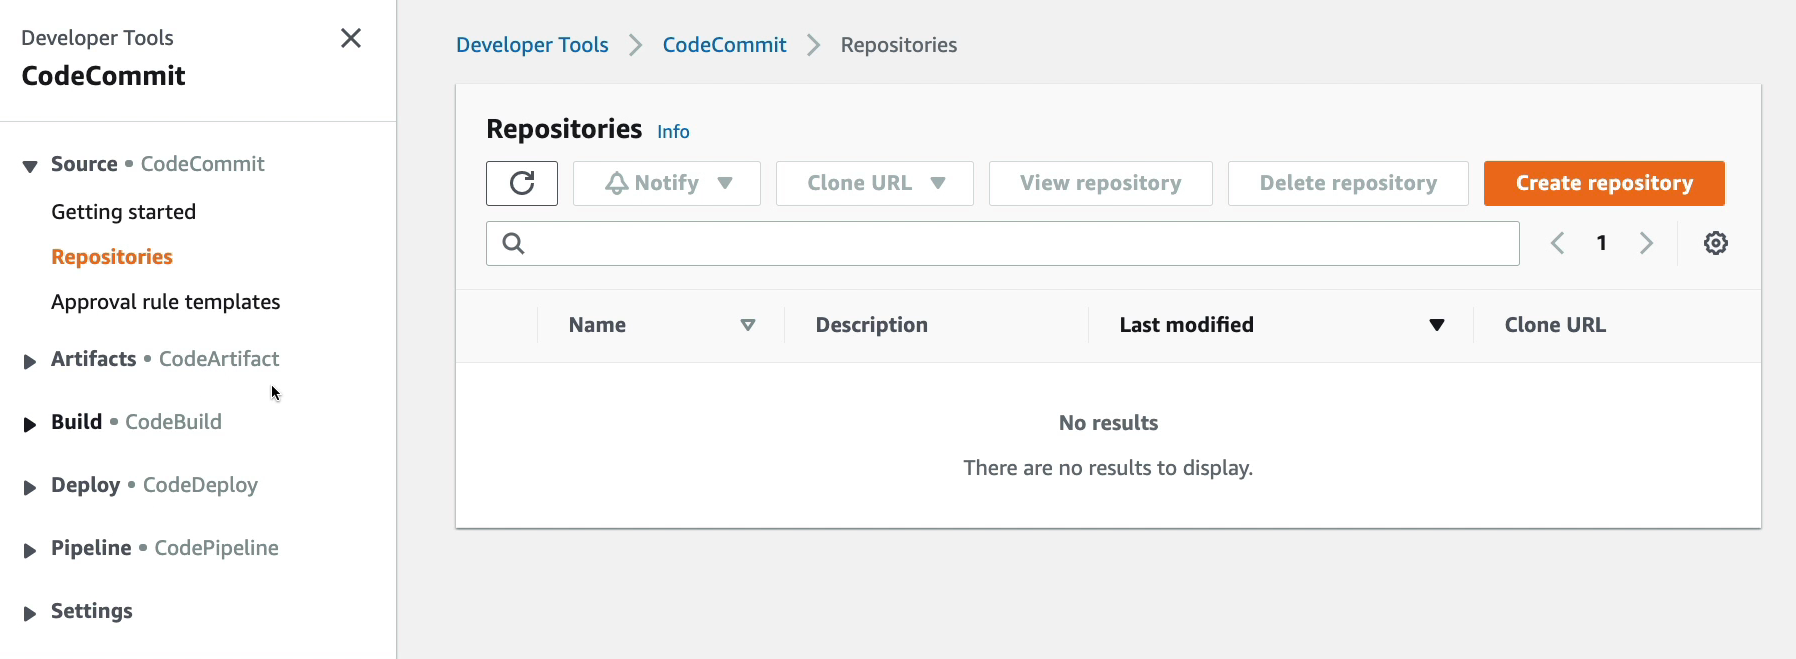 Developer Tools
CodeCommit
Source • CodeCommit
Getting started
Repositories
Approval rule templates
Artifacts • CodeArtifact
Build • CodeBuild
Deploy • CodeDeploy
Pipeline • CodePipeline
Settings
Developer Tools > CodeCommit > Repositories
Repositories Info
Notify Clone URL View repository Delete repository Create repository
1
Name Description Last modified Clone URL
No results
There are no results to display.